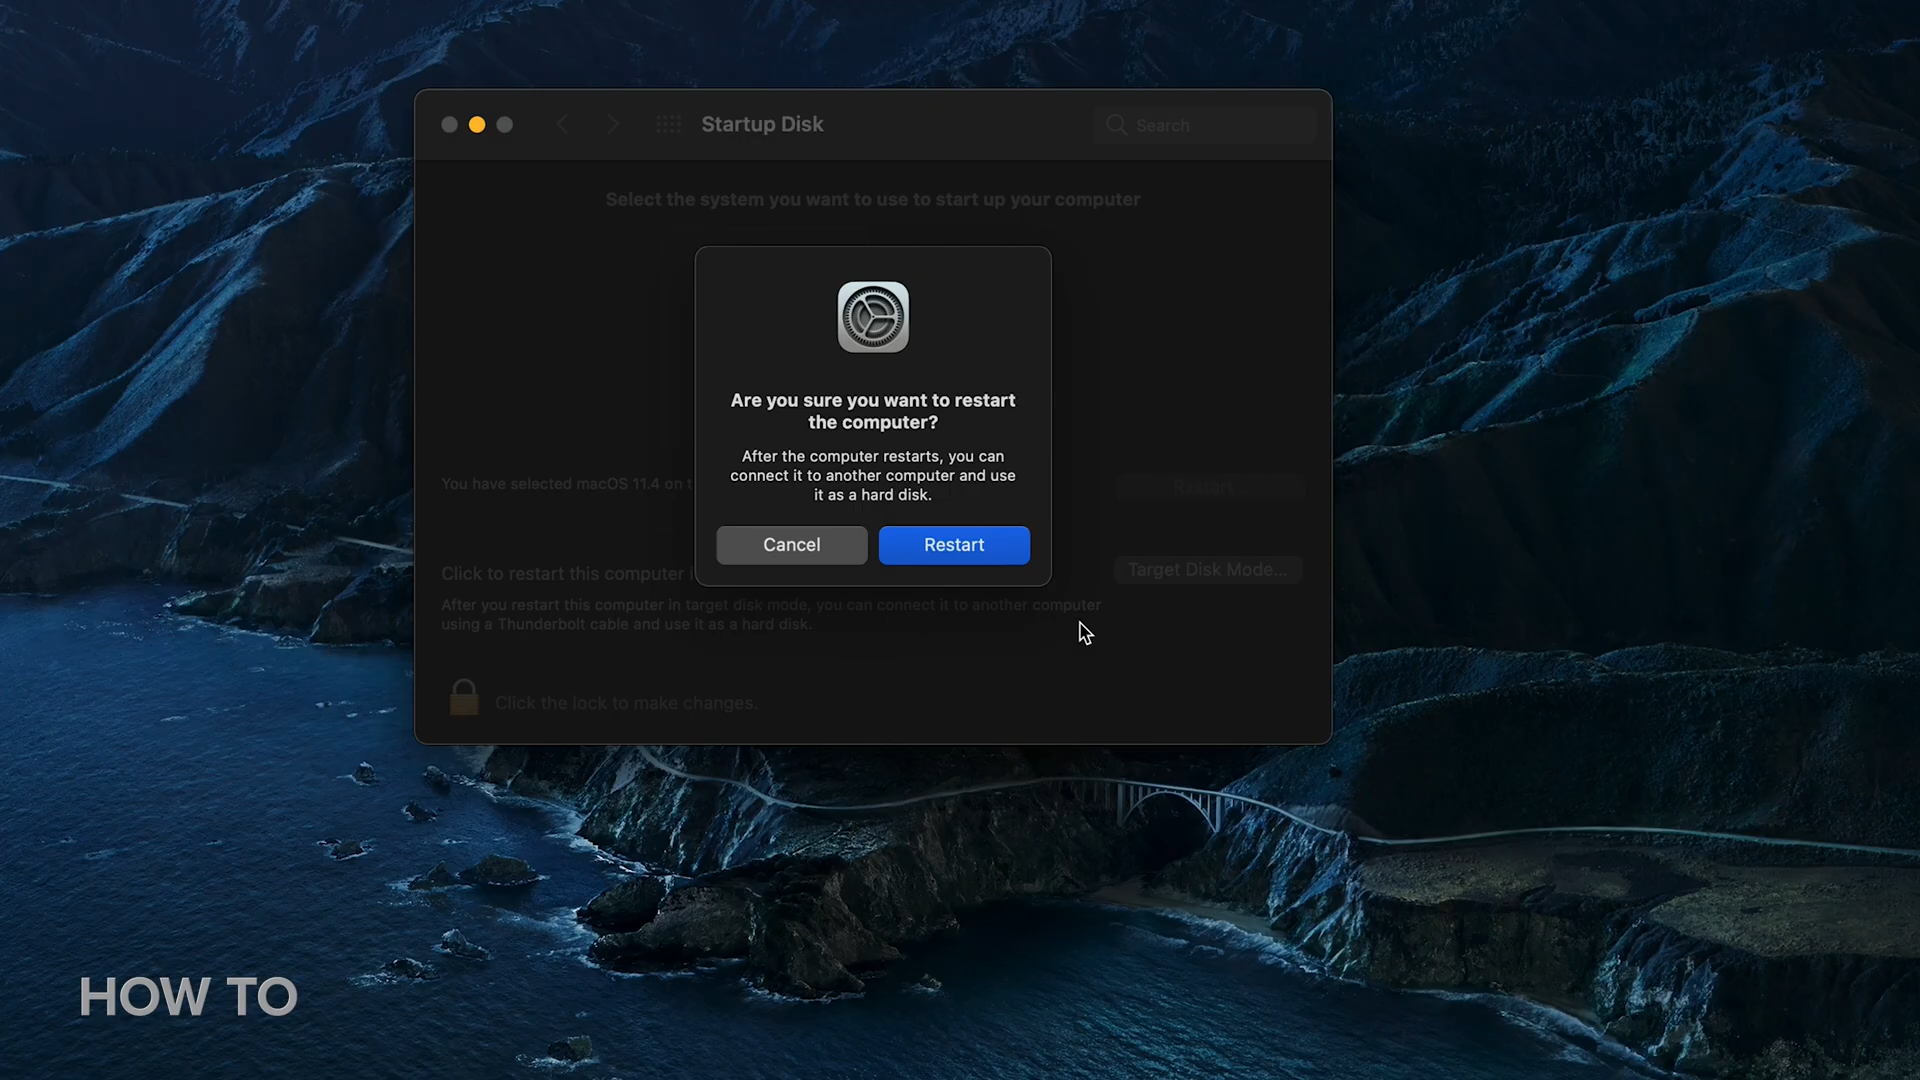 Startup Disk
Search
Select the system you want to use to start up your computer
Are you sure you want to restart
the computer?
After the computer restarts, you can
connect it to another computer and use
it as a hard disk.
You have selected macOS 11.4 on t
Restart...
Cancel
Restart
Click to restart this computer
Target Disk Mode...
After you restart this computer in target disk mode, you can connect it to another computer
using a Thunderbolt cable and use it as a hard disk.
Click the lock to make changes.
HOW TO